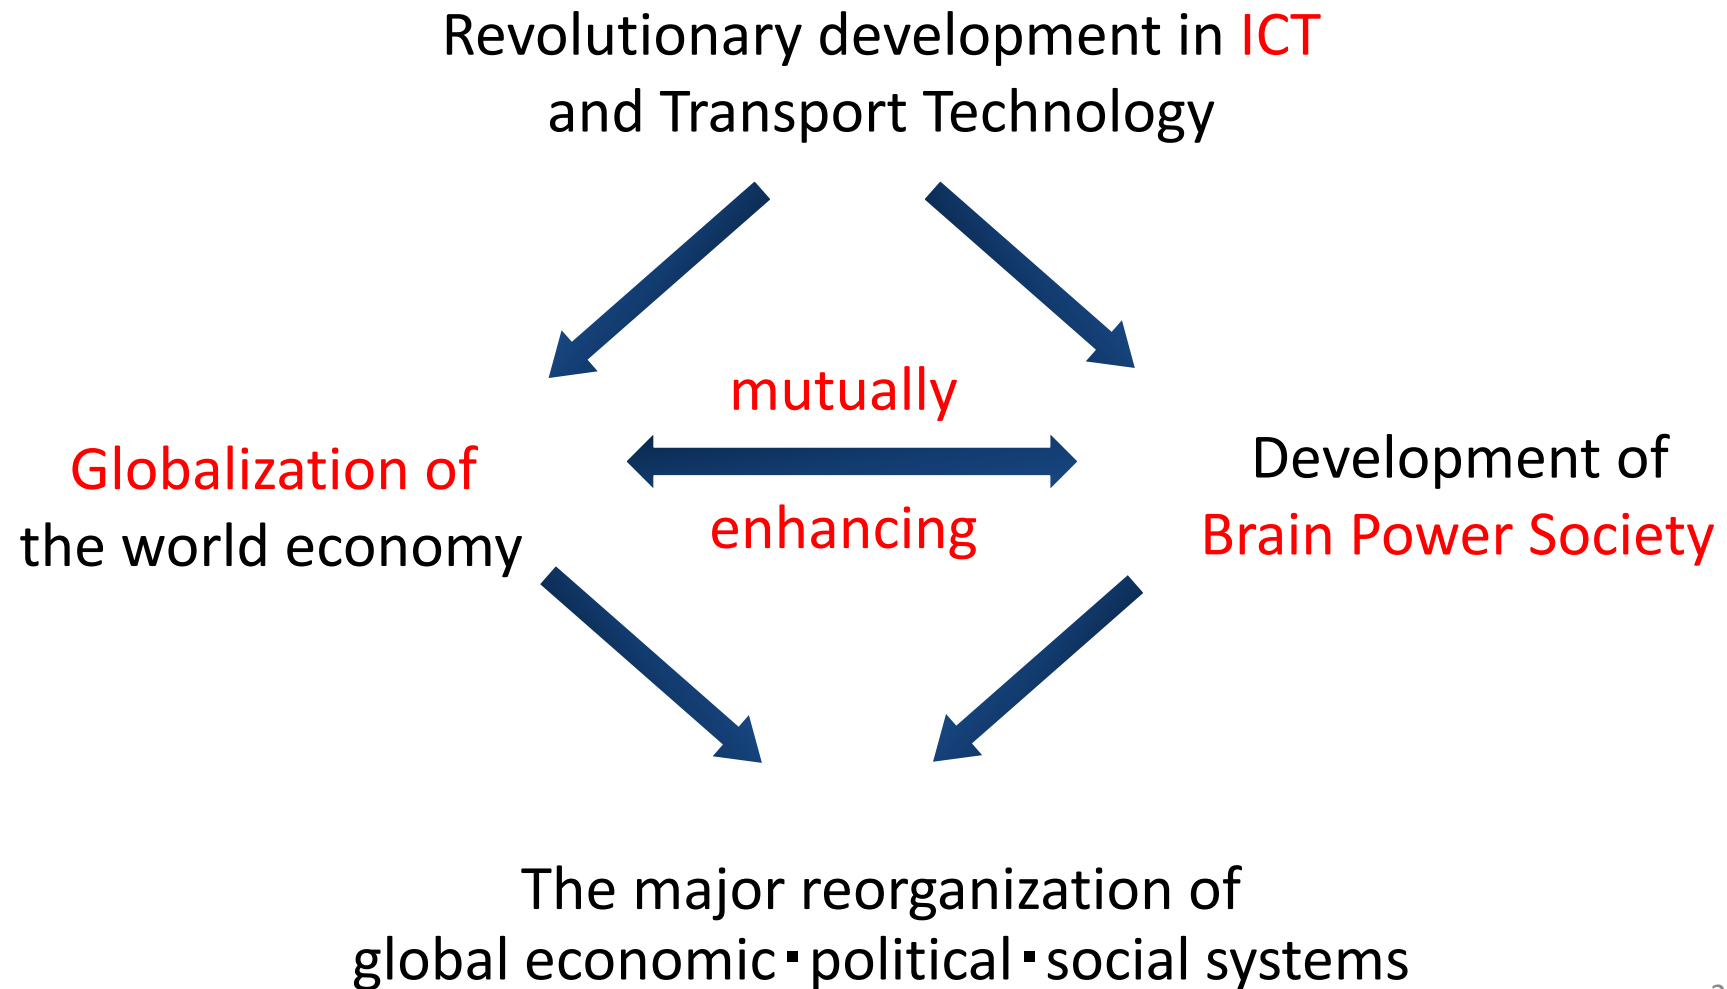 Revolutionary development in ICT
and Transport Technology
mutually
Globalization of
the world economy
enhancing
Development of
Brain Power Society
The major reorganization of
global economic▪political▪social systems